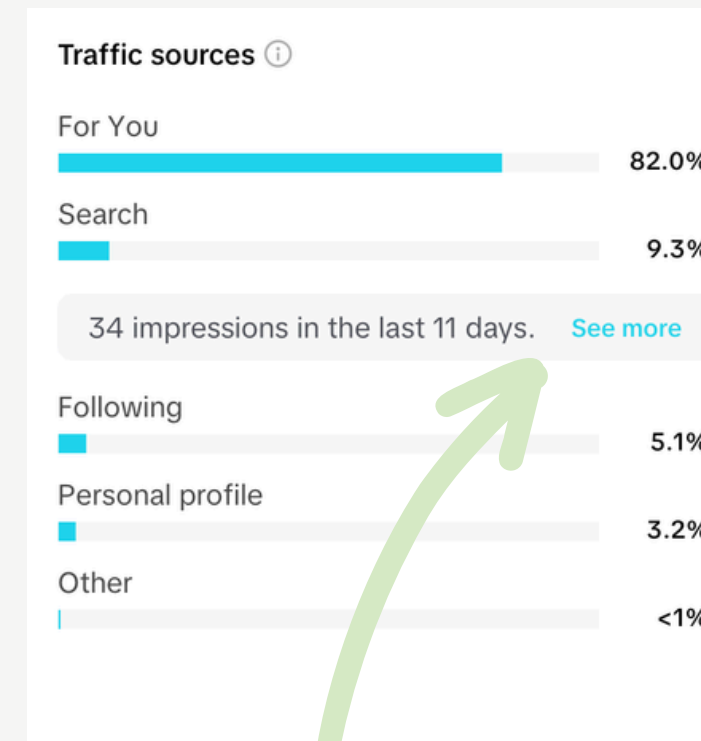 Traffic sources
For You
82.0%
Search
9.3%
34 impressions in the last 11 days. See more
Following
5.1%
Personal profile
3.2%
Other
<1%